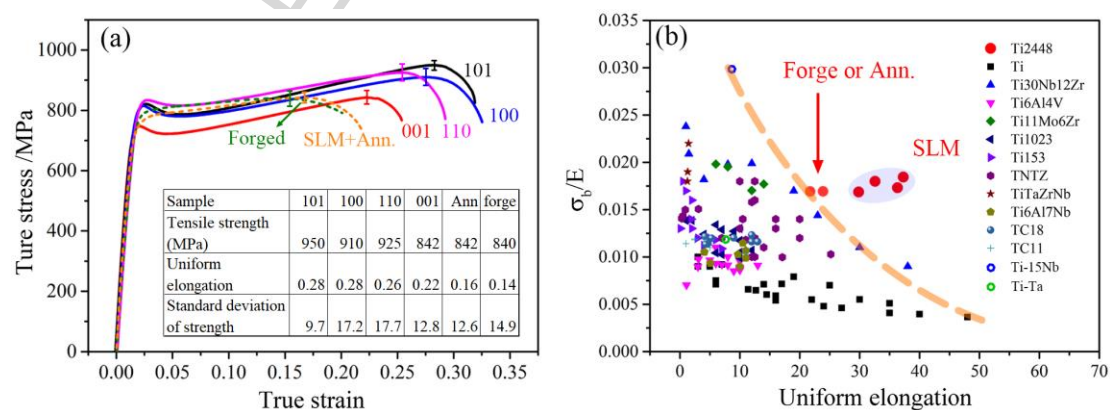 (a)
Ture stress /MPa
1000
800
600
400
200
0
101
100
110
001
Forged
SLM+Ann.
Sample 101 100 110 001 Ann forge
Tensile strength
(MPa) 950 910 925 842 842 840
Uniform
elongation 0.28 0.28 0.26 0.22 0.16 0.14
Standard deviation
of strength 9.7 17.2 17.7 12.8 12.6 14.9
0.00 0.05 0.10 0.15 0.20 0.25 0.30 0.35
True strain
(b)
σb/E
0.030
0.025
0.020
0.015
0.010
0.005
0.000
Forge or Ann.
SLM
Ti2448
Ti
Ti30Nb12Zr
Ti6Al4V
Ti11Mo6Zr
Ti1023
Ti153
TNTZ
TiTaZrNb
Ti6Al7Nb
TC18
TC11
Ti-15Nb
Ti-Ta
0 10 20 30 40 50 60 70
Uniform elongation